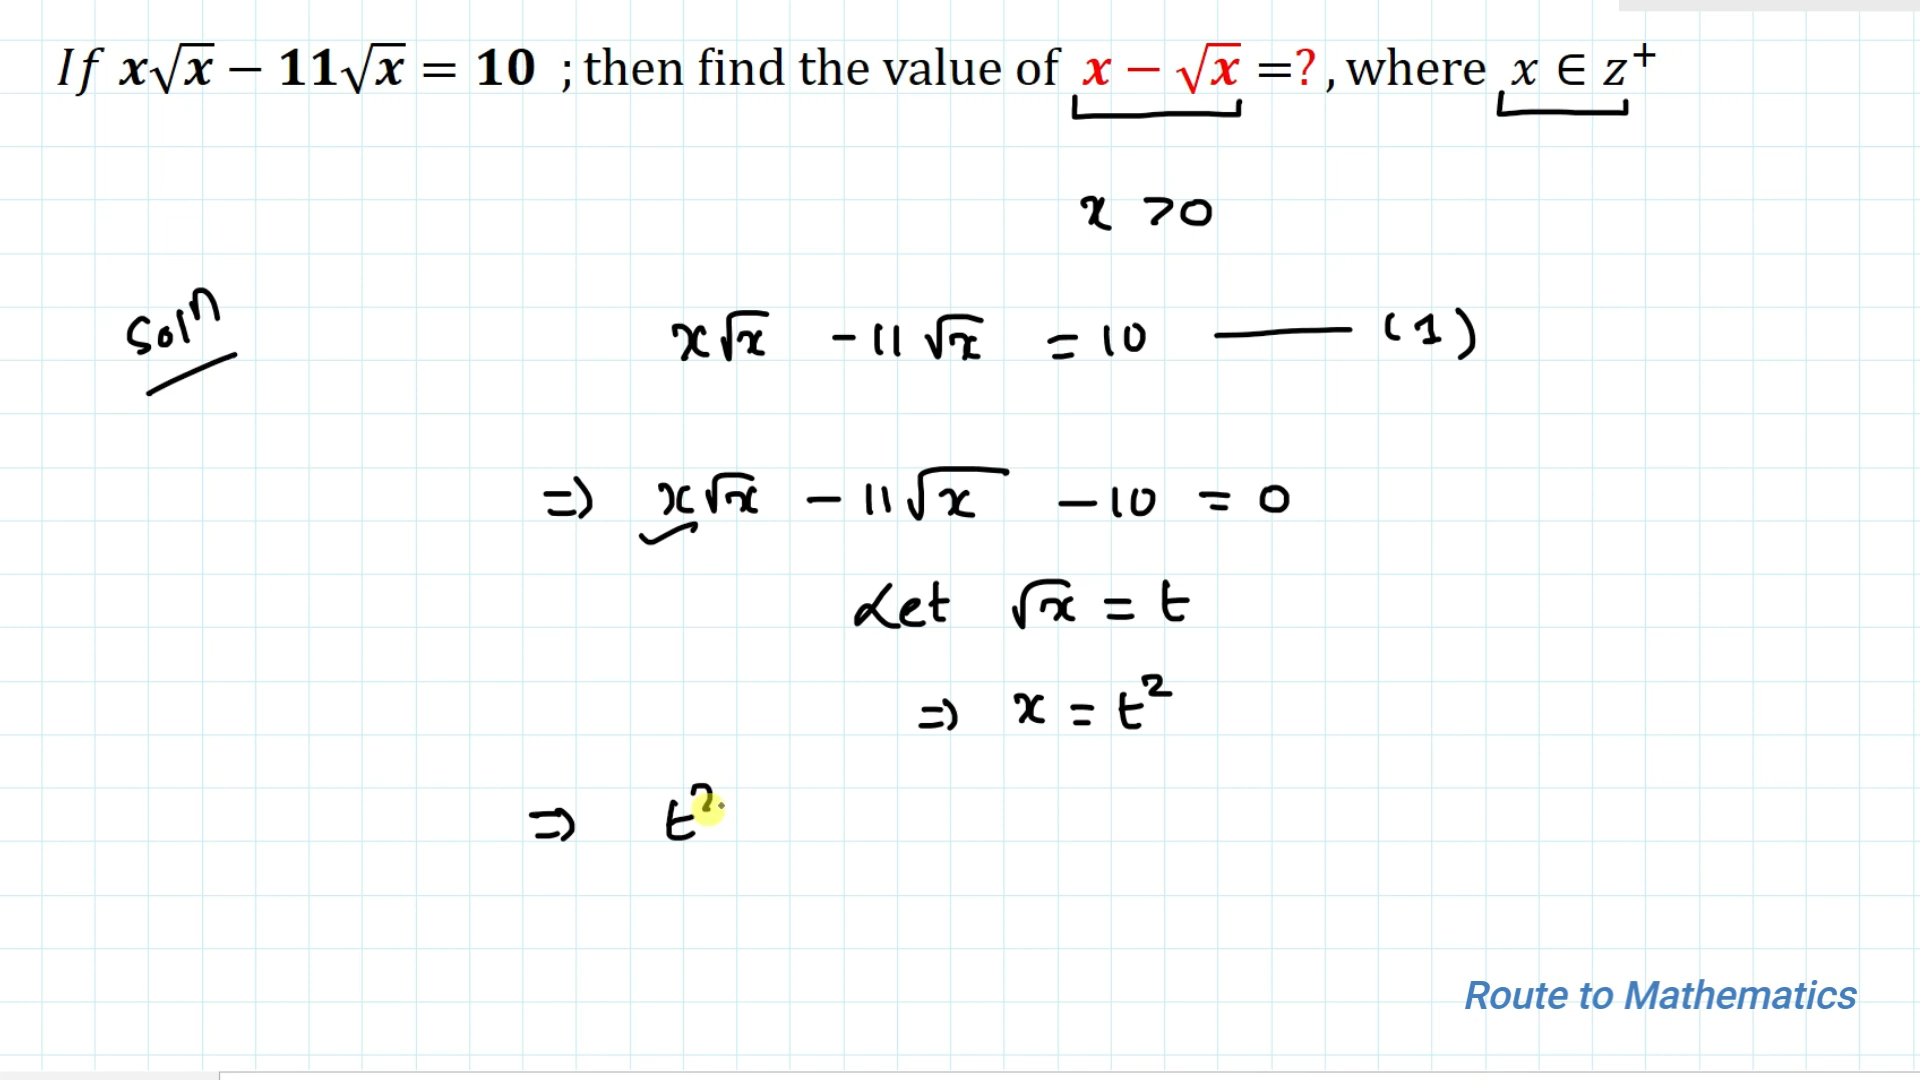 If x√x − 11√x = 10 ; then find the value of x − √x =? , where x ∈ z⁺
x > 0
Solⁿ
x√x − 11√x = 10 —— (1)
=> x√x − 11√x − 10 = 0
Let √x = t
=> x = t²
=> t²
Route to Mathematics